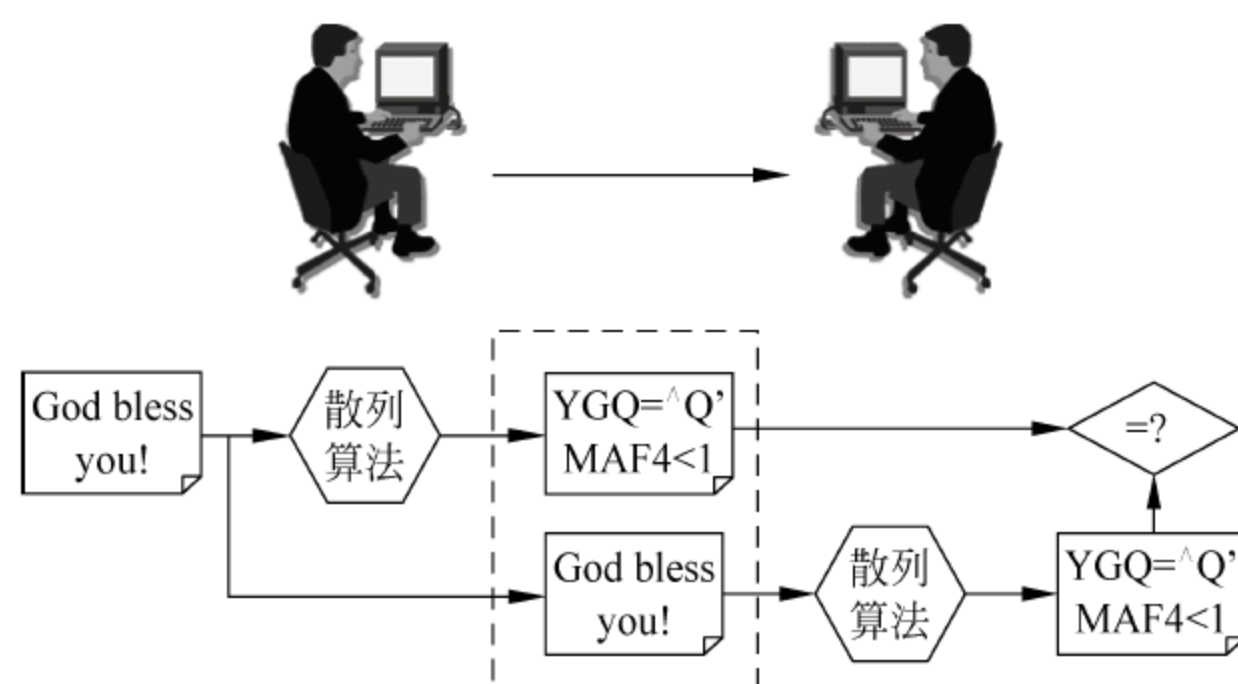 God bless
you!
散列
算法
YGQ=^Q’
MAF4<1
=?
God bless
you!
散列
算法
YGQ=^Q’
MAF4<1